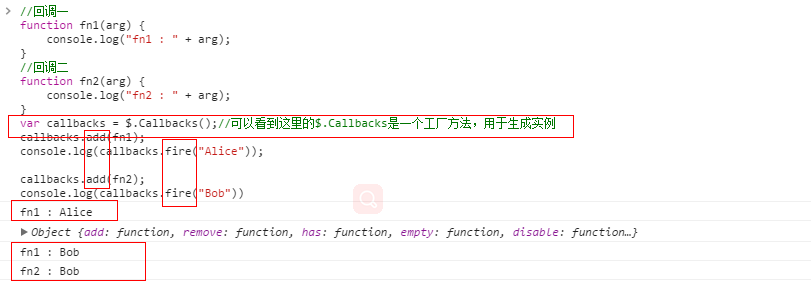 //回调一
function fn1(arg) {
console.log("fn1 : " + arg);
}
//回调二
function fn2(arg) {
console.log("fn2 : " + arg);
}
var callbacks = $.Callbacks();//可以看到这里的$.Callbacks是一个工厂方法，用于生成实例
callbacks.add(fn1);
console.log(callbacks.fire("Alice"));
callbacks.add(fn2);
console.log(callbacks.fire("Bob"))
fn1 : Alice
Object {add: function, remove: function, has: function, empty: function, disable: function…}
fn1 : Bob
fn2 : Bob